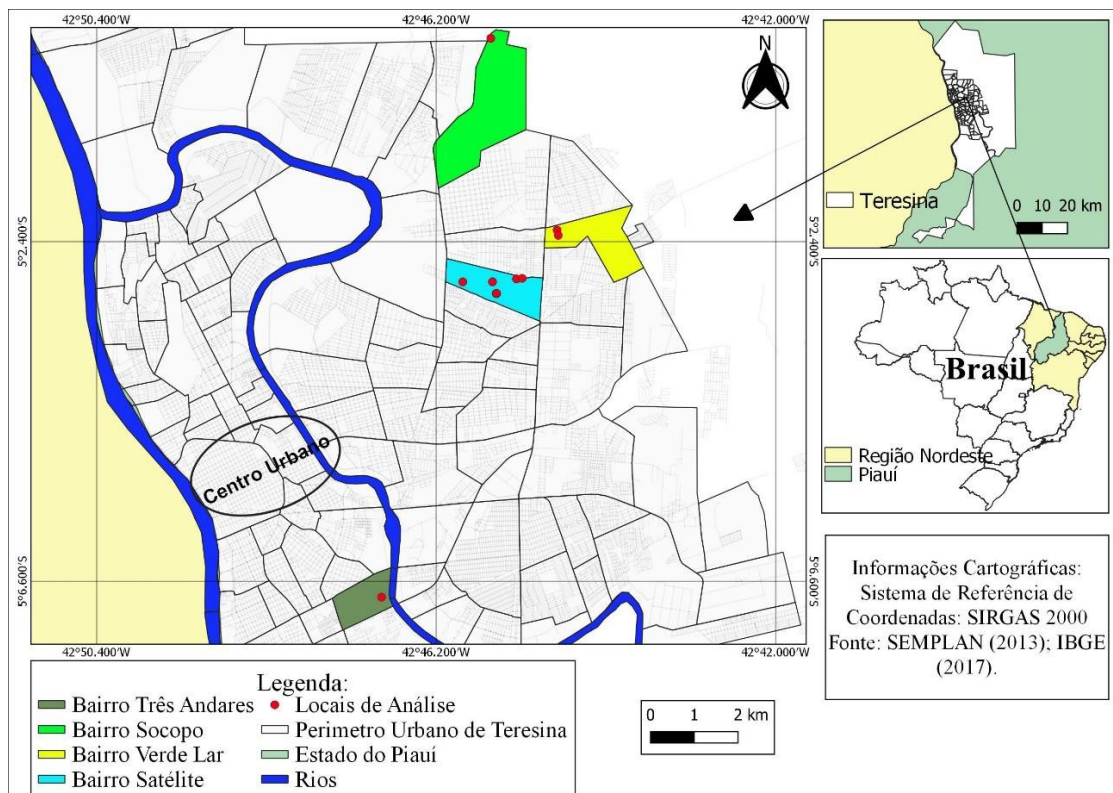 42°50.400'W 42°46.200'W 42°42.000'W
N
5°2.400'S 5°2.400'S
Centro Urbano
5°6.600'S 5°6.600'S
42°50.400'W 42°46.200'W 42°42.000'W
Teresina
0 10 20 km
Brasil
Região Nordeste
Piauí
Informações Cartográficas:
Sistema de Referência de
Coordenadas: SIRGAS 2000
Fonte: SEMPLAN (2013); IBGE
(2017).
Legenda:
Bairro Três Andares
Bairro Socopo
Bairro Verde Lar
Bairro Satélite
Locais de Análise
Perimetro Urbano de Teresina
Estado do Piauí
Rios
0 1 2 km